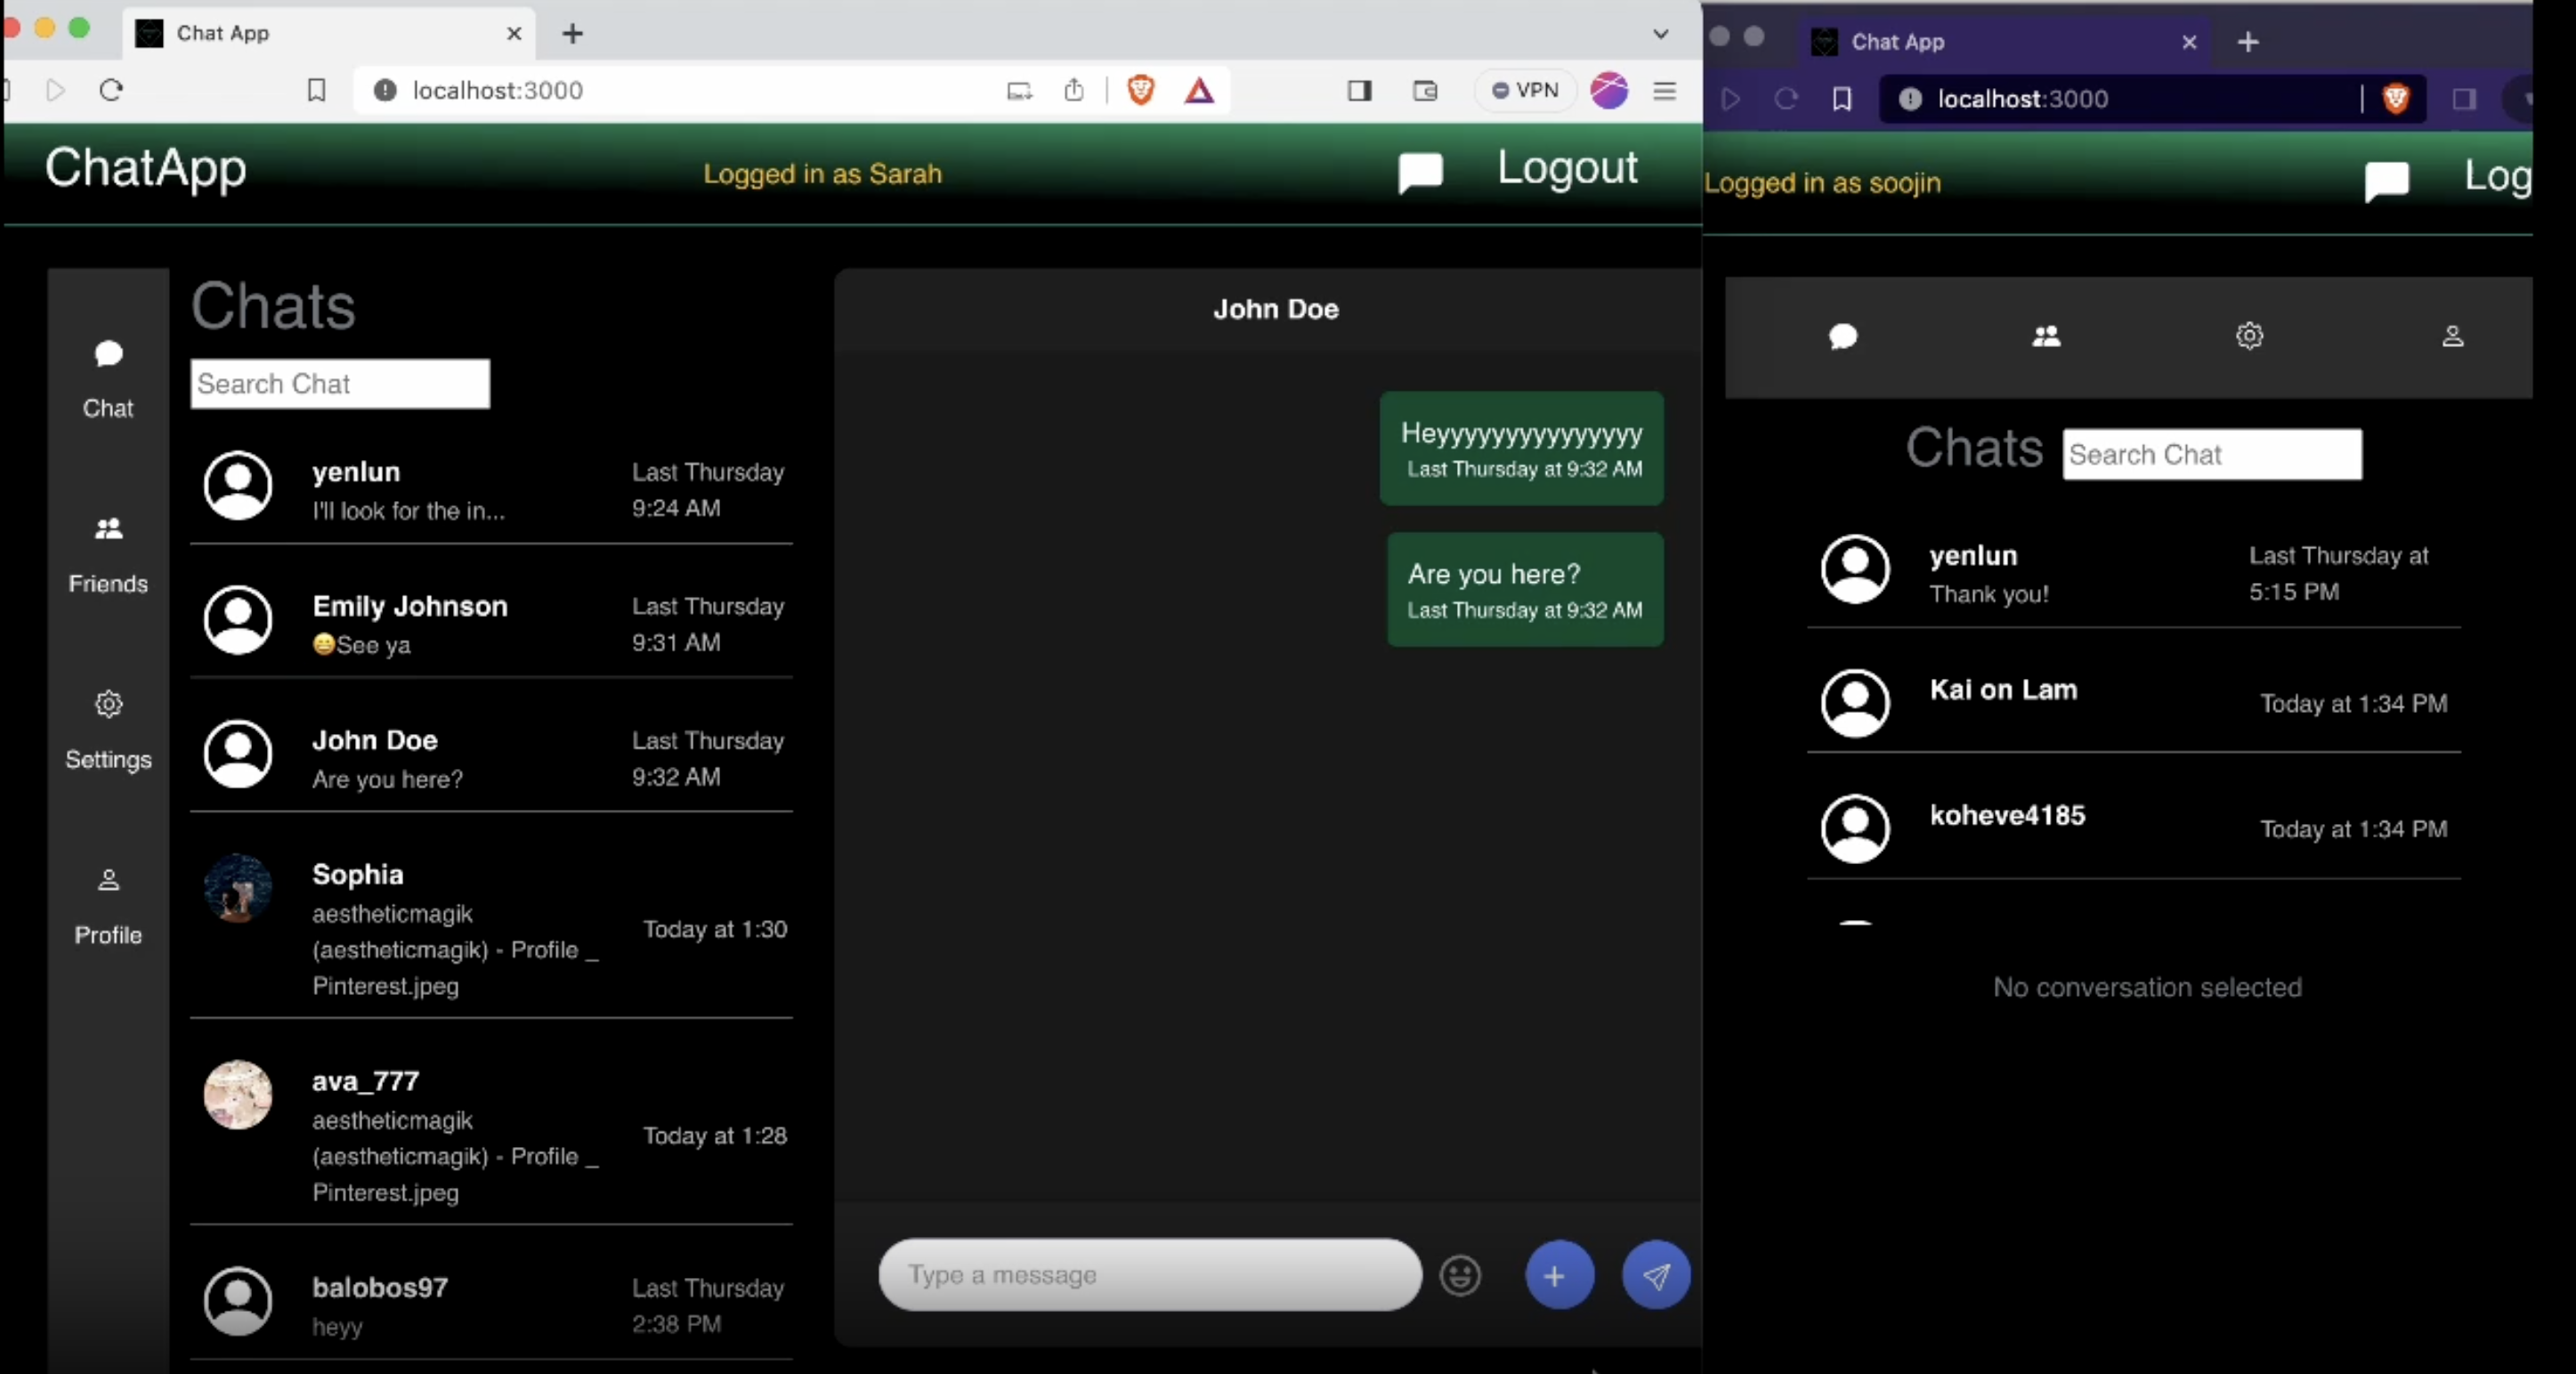 Chat App
localhost:3000
VPN
ChatApp
Logged in as Sarah
Logout
Chat
Friends
Settings
Profile
Chats
Search Chat
yenlun
I'll look for the in...
Last Thursday
9:24 AM
Emily Johnson
😁See ya
Last Thursday
9:31 AM
John Doe
Are you here?
Last Thursday
9:32 AM
Sophia
aestheticmagik
(aestheticmagik) - Profile _
Pinterest.jpeg
Today at 1:30
ava_777
aestheticmagik
(aestheticmagik) - Profile _
Pinterest.jpeg
Today at 1:28
balobos97
heyy
Last Thursday
2:38 PM
John Doe
Heyyyyyyyyyyyyyyy
Last Thursday at 9:32 AM
Are you here?
Last Thursday at 9:32 AM
Type a message
Chat App
localhost:3000
Logged in as soojin
Log
Chats
Search Chat
yenlun
Thank you!
Last Thursday at
5:15 PM
Kai on Lam
Today at 1:34 PM
koheve4185
Today at 1:34 PM
No conversation selected